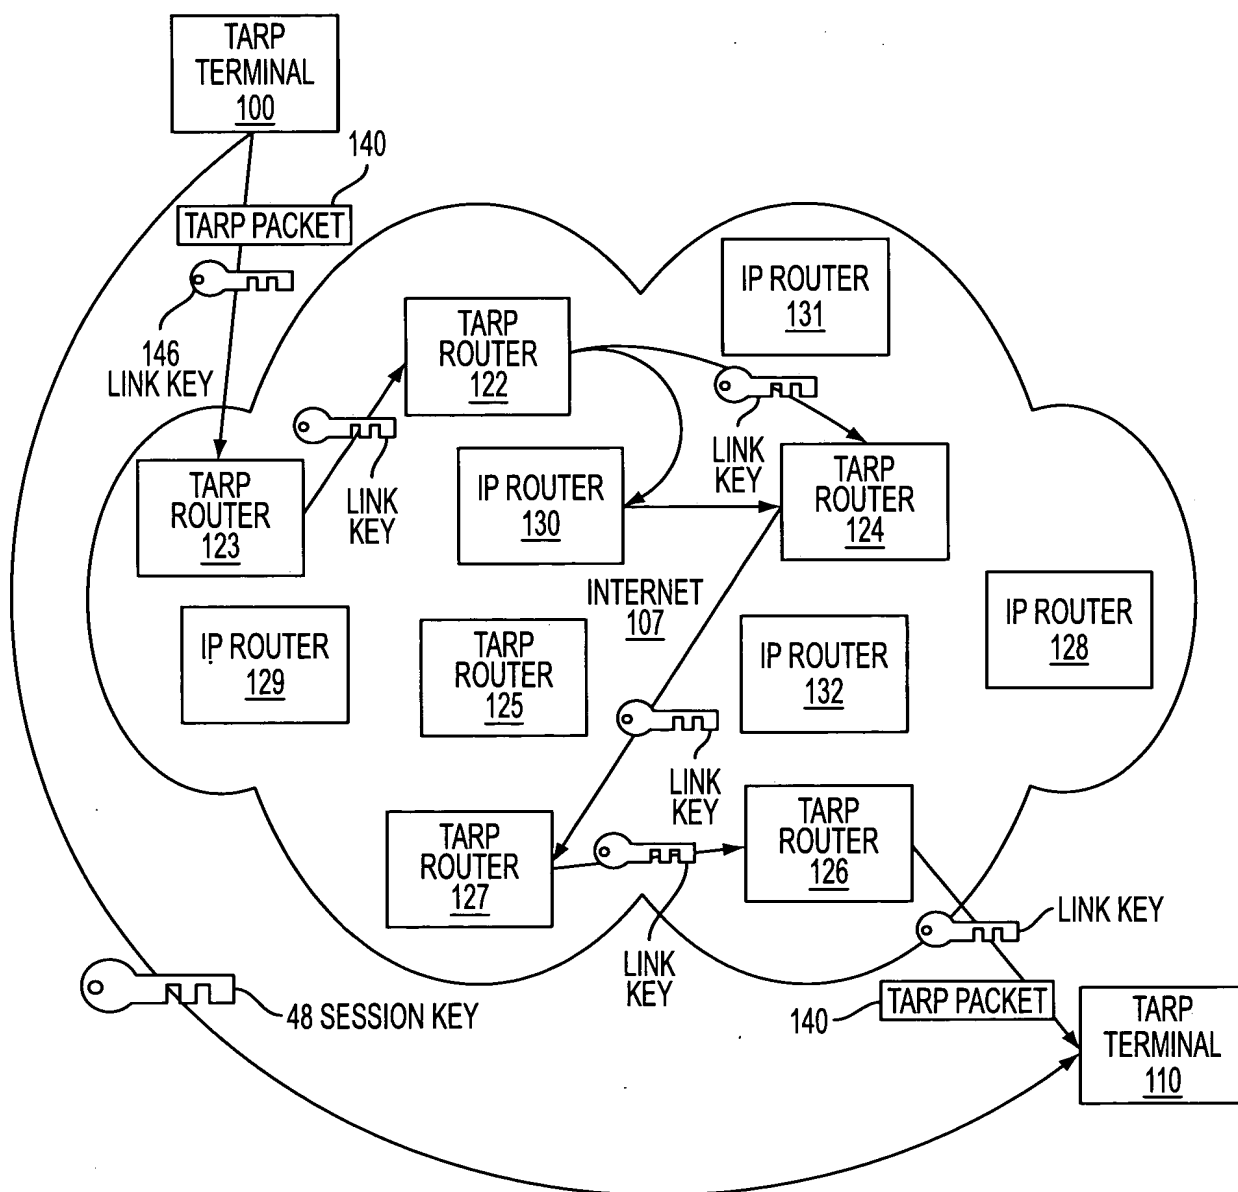 TARP
TERMINAL
100
140
TARP PACKET
146
LINK KEY
IP ROUTER
131
TARP
ROUTER
122
LINK
KEY
LINK
KEY
TARP
ROUTER
123
IP ROUTER
130
TARP
ROUTER
124
INTERNET
107
IP ROUTER
129
TARP
ROUTER
125
IP ROUTER
132
IP ROUTER
128
LINK
KEY
TARP
ROUTER
127
TARP
ROUTER
126
LINK
KEY
LINK KEY
48 SESSION KEY
140
TARP PACKET
TARP
TERMINAL
110